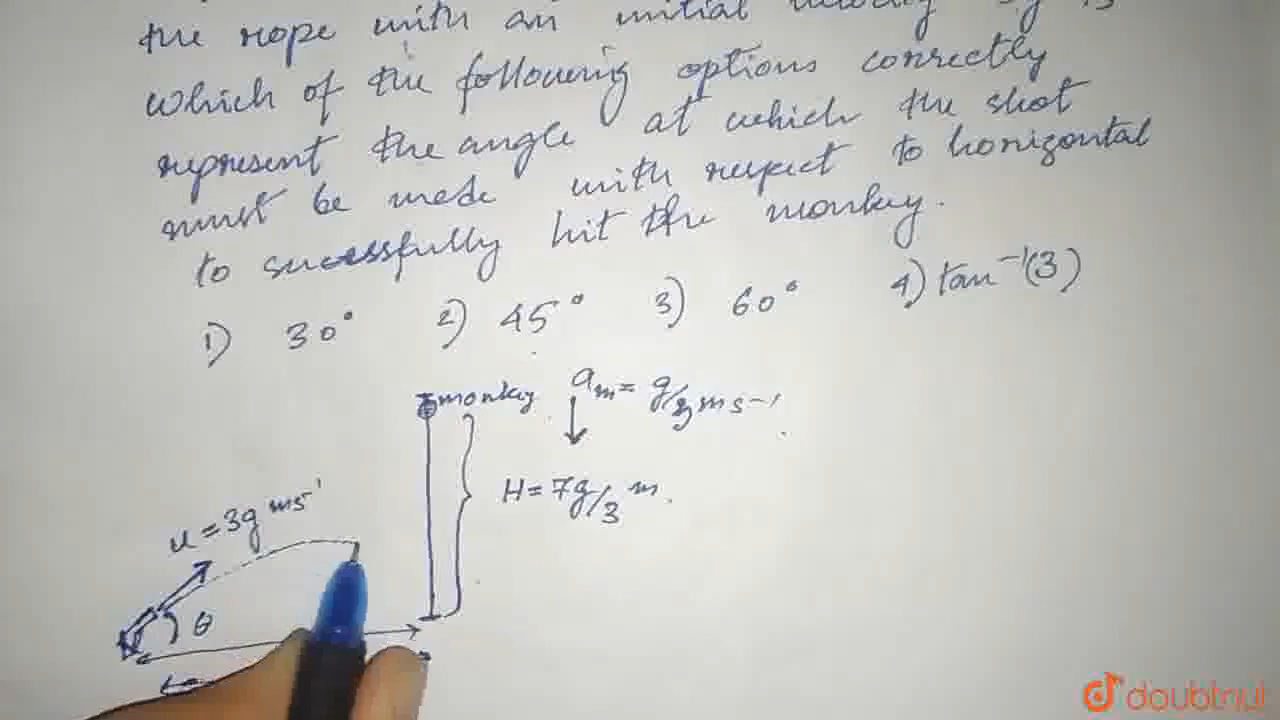 the rope with an initial velocity 3g
which of the following options correctly
represent the angle at which the shot
must be made with respect to horizontal
to successfully hit the monkey.
1) 30° 2) 45° 3) 60° 4) tan⁻¹(3)
monkey aₘ = g/3 ms⁻¹
H = 7g/3 m.
u = 3g ms⁻¹
θ
doubtnut